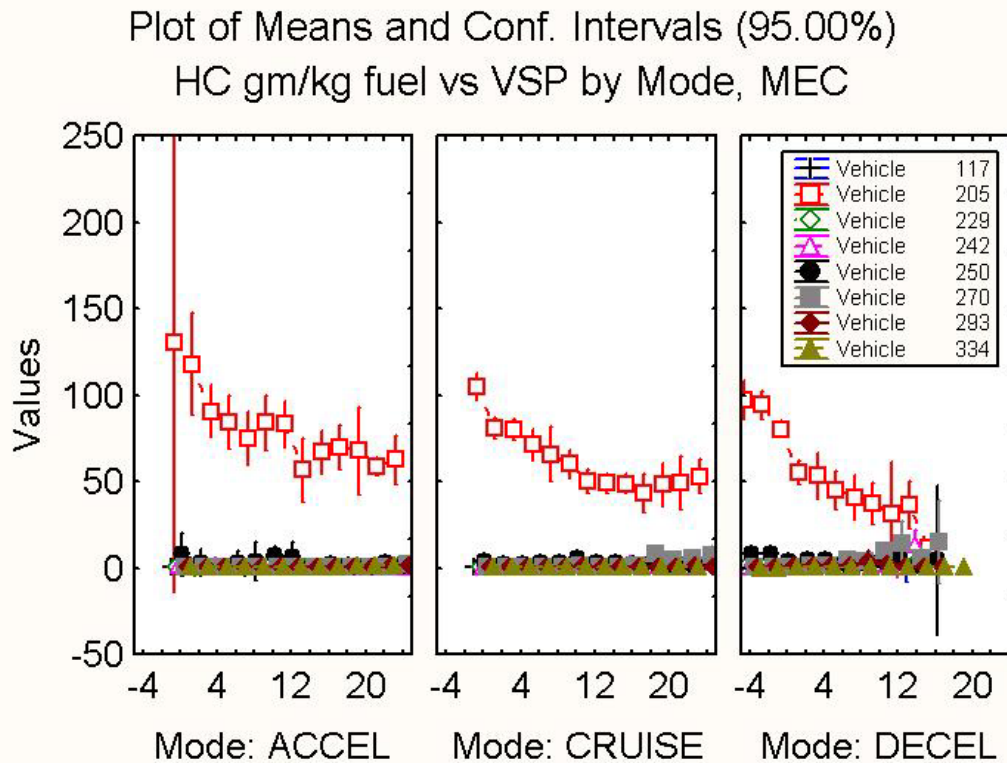 Plot of Means and Conf. Intervals (95.00%)
HC gm/kg fuel vs VSP by Mode, MEC
Values
250
200
150
100
50
0
-50
-4 4 12 20
-4 4 12 20
-4 4 12 20
Mode: ACCEL
Mode: CRUISE
Mode: DECEL
Vehicle 117
Vehicle 205
Vehicle 229
Vehicle 242
Vehicle 250
Vehicle 270
Vehicle 293
Vehicle 334